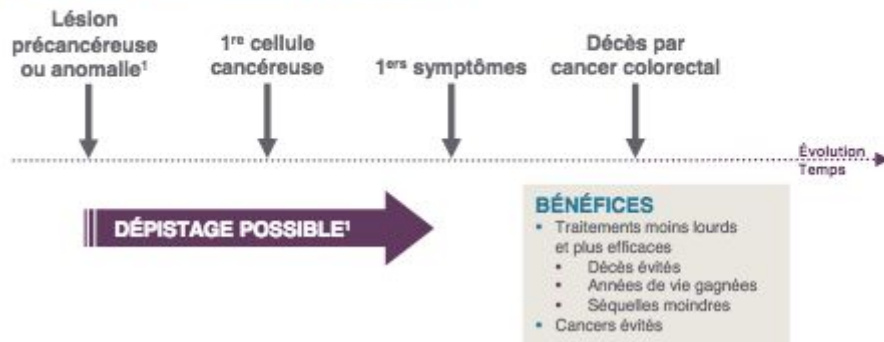 Lésion
précancéreuse
ou anomalie¹
1re cellule
cancéreuse
1ers symptômes
Décès par
cancer colorectal
Évolution
Temps
DÉPISTAGE POSSIBLE¹
BÉNÉFICES
• Traitements moins lourds
et plus efficaces
• Décès évités
• Années de vie gagnées
• Séquelles moindres
• Cancers évités